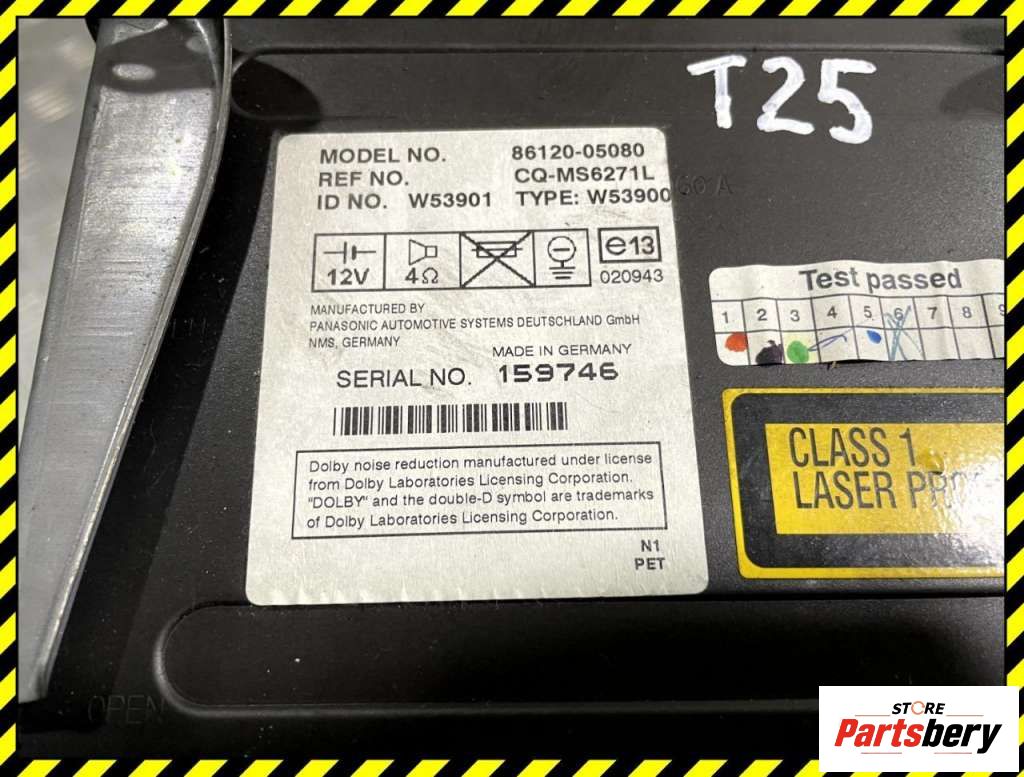 T25
MODEL NO. 86120-05080
REF NO. CQ-MS6271L
ID NO. W53901 TYPE: W53900
12V 4Ω e13
020943
MANUFACTURED BY
PANASONIC AUTOMOTIVE SYSTEMS DEUTSCHLAND GmbH
NMS, GERMANY
MADE IN GERMANY
SERIAL NO. 159746
Dolby noise reduction manufactured under license
from Dolby Laboratories Licensing Corporation.
"DOLBY" and the double-D symbol are trademarks
of Dolby Laboratories Licensing Corporation.
N1
PET
Test passed
1 2 3 4 5 6 7 8 9
CLASS 1
LASER
OPEN
STORE
Partsbery